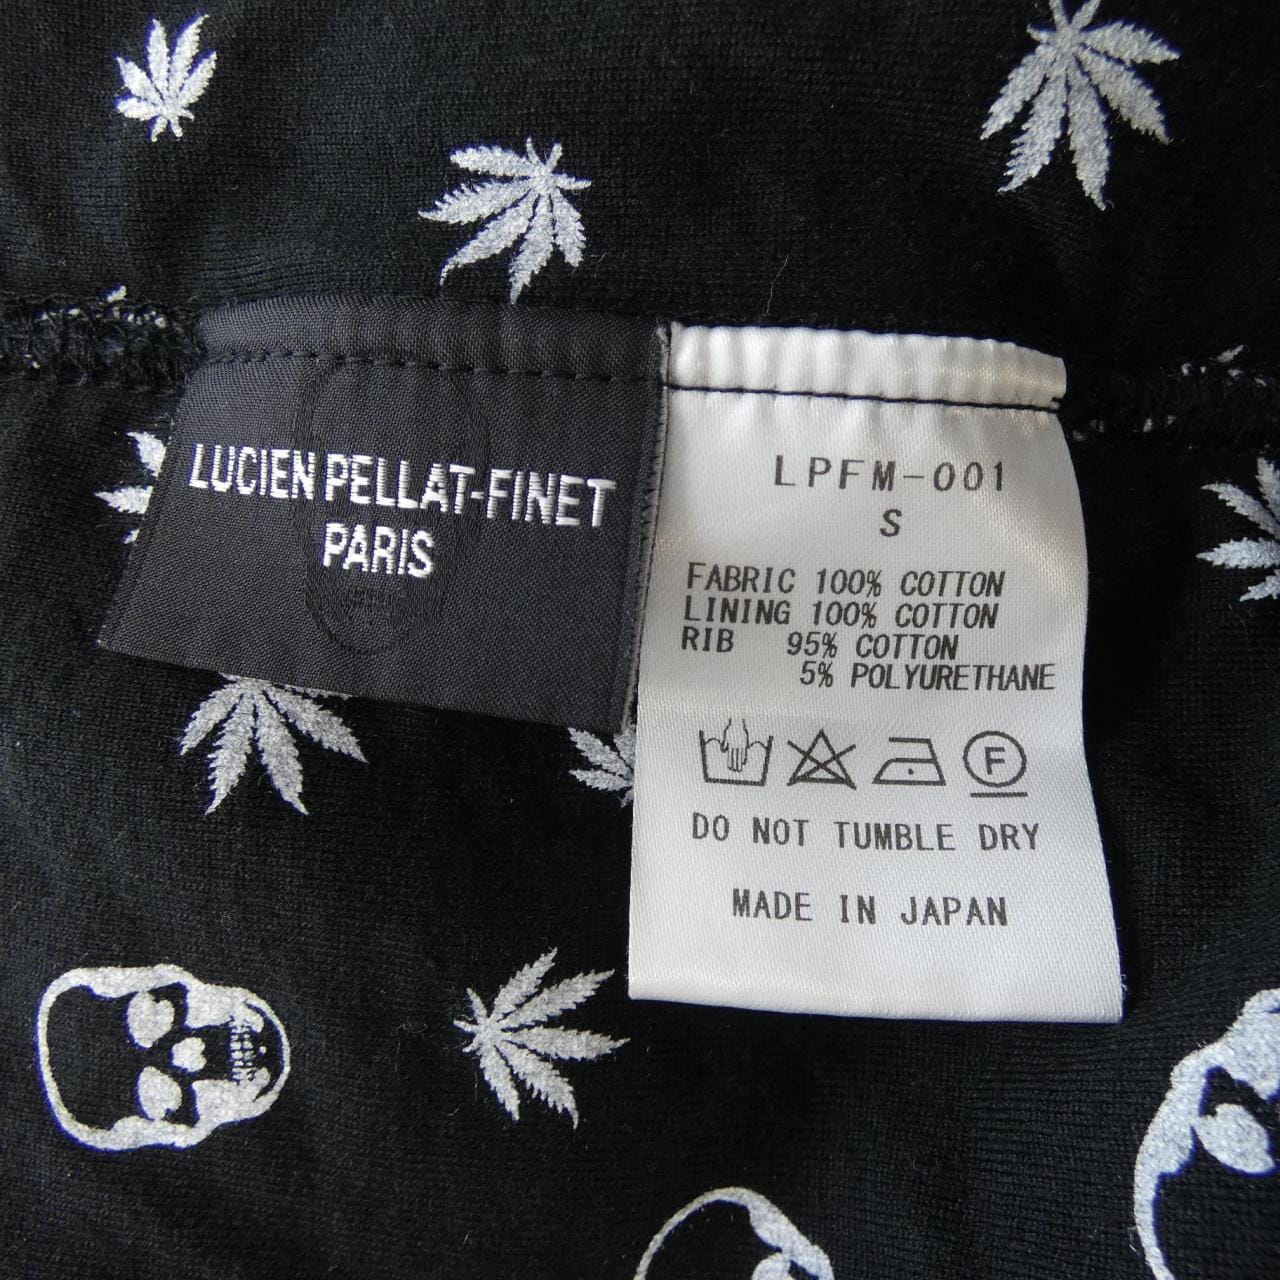 LUCIEN PELLAT-FINET
PARIS
LPFM-001
S
FABRIC 100% COTTON
LINING 100% COTTON
RIB 95% COTTON
5% POLYURETHANE
F
DO NOT TUMBLE DRY
MADE IN JAPAN